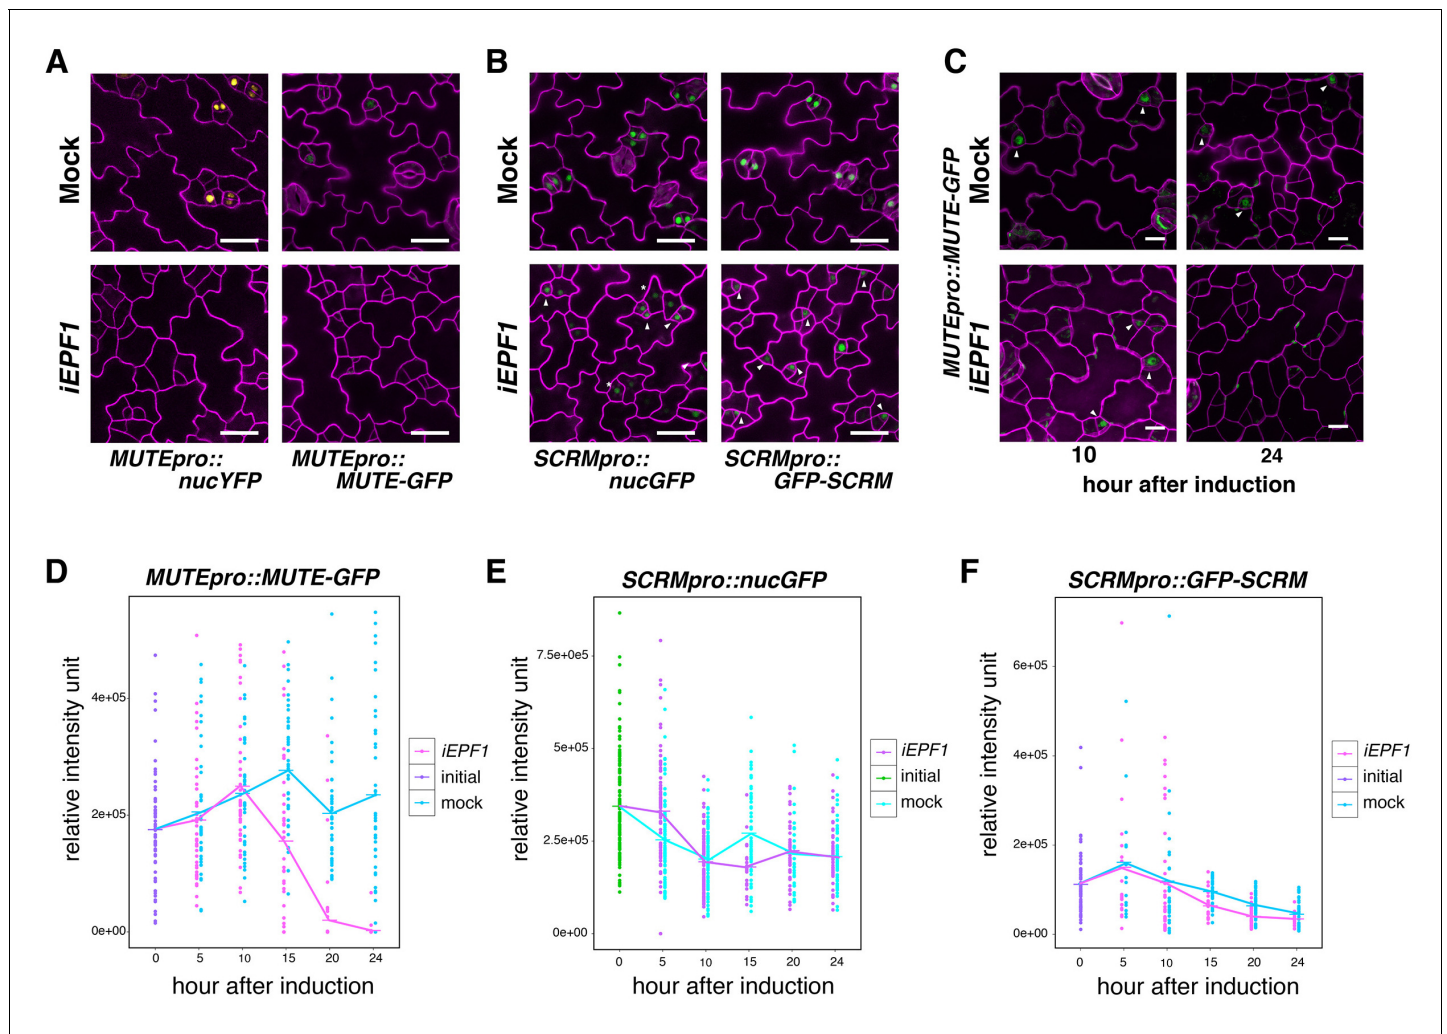 A
B
C
Mock
Mock
MUTEpro::MUTE-GFP
Mock
iEPF1
iEPF1
iEPF1
*
*
MUTEpro::
nucYFP
MUTEpro::
MUTE-GFP
SCRMpro::
nucGFP
SCRMpro::
GFP-SCRM
10
24
hour after induction
D
MUTEpro::MUTE-GFP
relative intensity unit
4e+05
2e+05
0e+00
0 5 10 15 20 24
hour after induction
iEPF1
initial
mock
E
SCRMpro::nucGFP
relative intensity unit
7.5e+0e5
5e+05
2.5e+05
0e+00
0 5 10 15 20 24
hour after induction
iEPF1
initial
mock
F
SCRMpro::GFP-SCRM
relative intensity unit
6e+05
4e+05
2e+05
0e+00
0 5 10 15 20 24
hour after induction
iEPF1
initial
mock